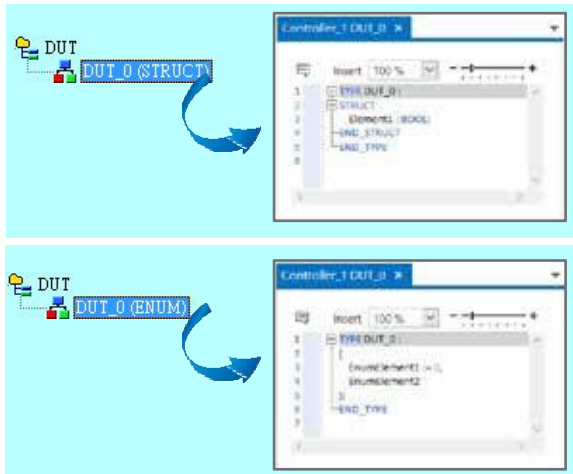 DUT
DUT_0 (STRUCT)
Controller_1 DUT_0 ×
Insert 100 %
1 TYPE DUT_0 :
2 STRUCT
3 Element1 : BOOL;
4 END_STRUCT
5 END_TYPE
6
DUT
DUT_0 (ENUM)
Controller_1 DUT_0 ×
Insert 100 %
1 TYPE DUT_0 :
2 (
3 EnumElement1 := 0,
4 EnumElement2
5 )
6 END_TYPE
7